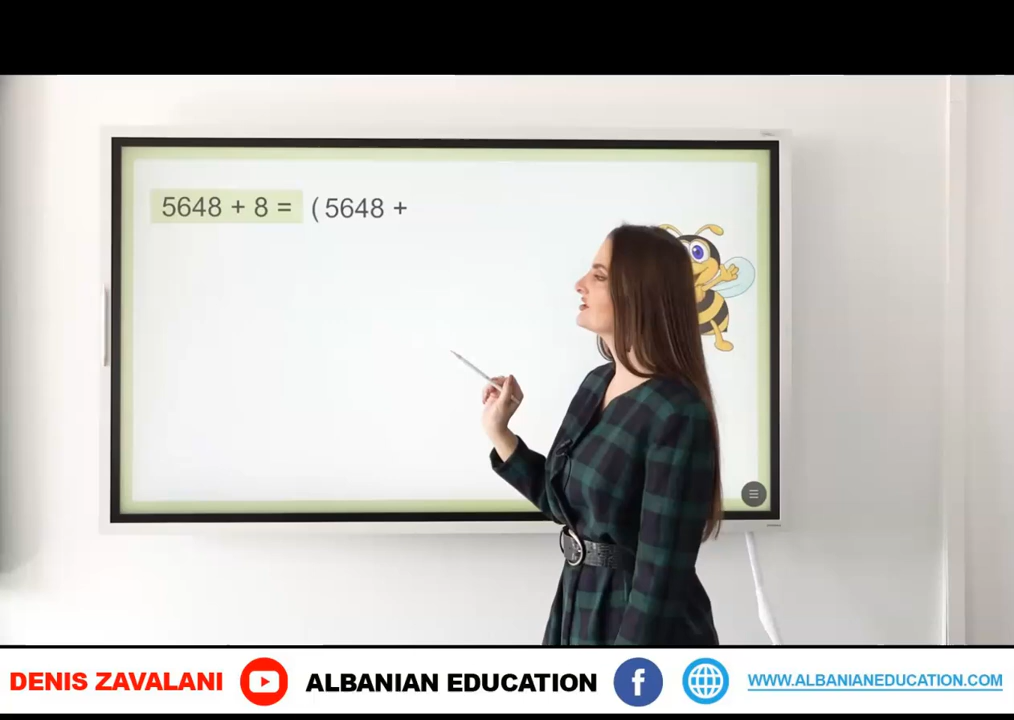 5648 + 8 = ( 5648 +
DENIS ZAVALANI ALBANIAN EDUCATION f WWW.ALBANIANEDUCATION.COM